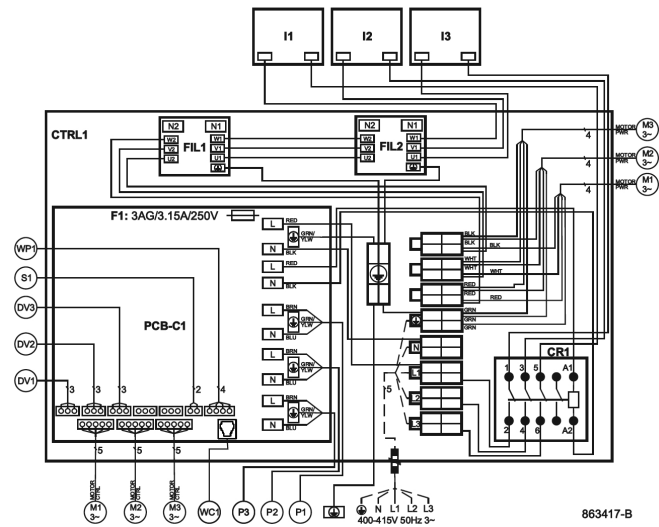 I1
I2
I3
CTRL1
N2
N1
W2
W1
V2
FIL1
V1
U2
U1
N2
N1
W2
W1
V2
FIL2
V1
U2
U1
MOTOR PWR
4
M3
3~
MOTOR PWR
4
M2
3~
MOTOR PWR
4
M1
3~
F1: 3AG/3.15A/250V
L
RED
GRN/
YLW
N
BLK
L
RED
N
BLK
L
BRN
GRN/
YLW
N
BLU
L
BRN
GRN/
YLW
N
BLU
L
BRN
GRN/
YLW
N
BLU
BLK
BLK
BLK
WHT
WHT
WHT
RED
RED
RED
GRN
GRN
GRN
N
L1
L2
L3
5
WP1
S1
DV3
DV2
DV1
PCB-C1
3
3
3
2
4
5
5
5
CR1
1
3
5
A1
2
4
6
A2
MOTOR CTRL
MOTOR CTRL
MOTOR CTRL
M1
3~
M2
3~
M3
3~
WC1
P3
P2
P1
N L1 L2 L3
400-415V 50Hz 3~
863417-B